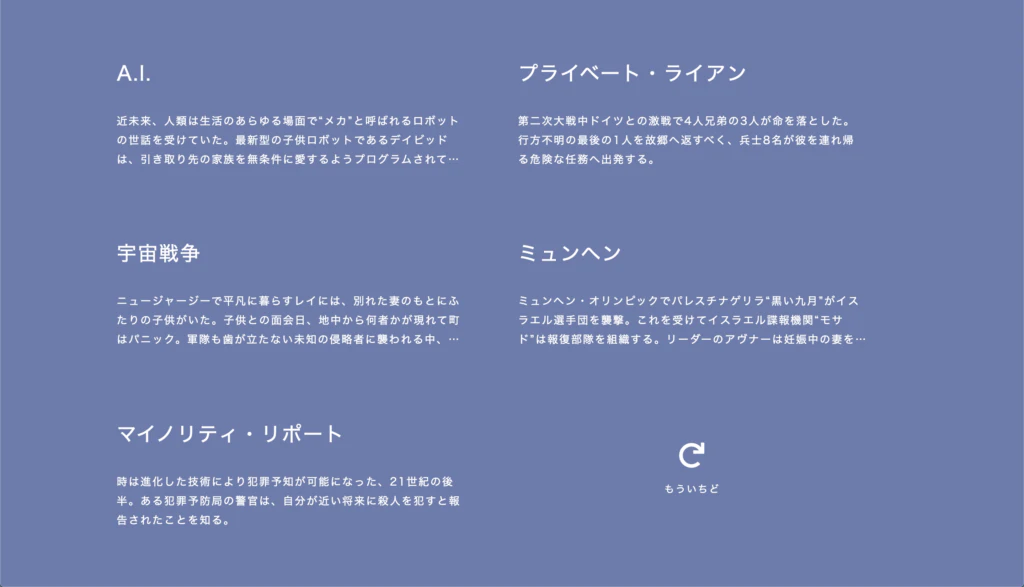 A.I.
近未来、人類は生活のあらゆる場面で“メカ”と呼ばれるロボット
の世話を受けていた。最新型の子供ロボットであるデイビッド
は、引き取り先の家族を無条件に愛するようプログラムされて…
プライベート・ライアン
第二次大戦中ドイツとの激戦で4人兄弟の3人が命を落とした。
行方不明の最後の1人を故郷へ返すべく、兵士8名が彼を連れ帰
る危険な任務へ出発する。
宇宙戦争
ニュージャージーで平凡に暮らすレイには、別れた妻のもとにふ
たりの子供がいた。子供との面会日、地中から何者かが現れて町
はパニック。軍隊も歯が立たない未知の侵略者に襲われる中、…
ミュンヘン
ミュンヘン・オリンピックでパレスチナゲリラ“黒い九月”がイス
ラエル選手団を襲撃。これを受けてイスラエル諜報機関“モサ
ド”は報復部隊を組織する。リーダーのアヴナーは妊娠中の妻を…
マイノリティ・リポート
時は進化した技術により犯罪予知が可能になった、21世紀の後
半。ある犯罪予防局の警官は、自分が近い将来に殺人を犯すと報
告されたことを知る。
もういちど